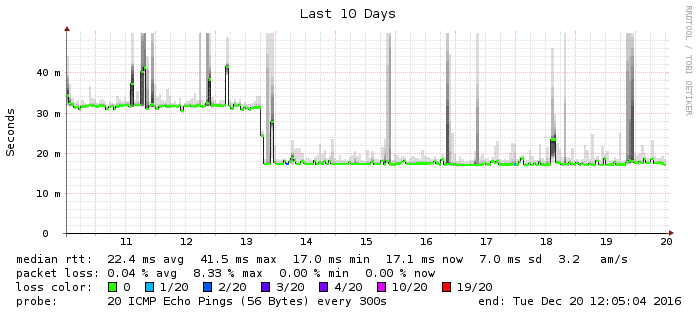 Last 10 Days
RRDTOOL / TOBI OETIKER
Seconds
40 m
30 m
20 m
10 m
0
11 12 13 14 15 16 17 18 19 20
median rtt: 22.4 ms avg 41.5 ms max 17.0 ms min 17.1 ms now 7.0 ms sd 3.2 am/s
packet loss: 0.04 % avg 8.33 % max 0.00 % min 0.00 % now
loss color: 0 1/20 2/20 3/20 4/20 10/20 19/20
probe: 20 ICMP Echo Pings (56 Bytes) every 300s end: Tue Dec 20 12:05:04 2016